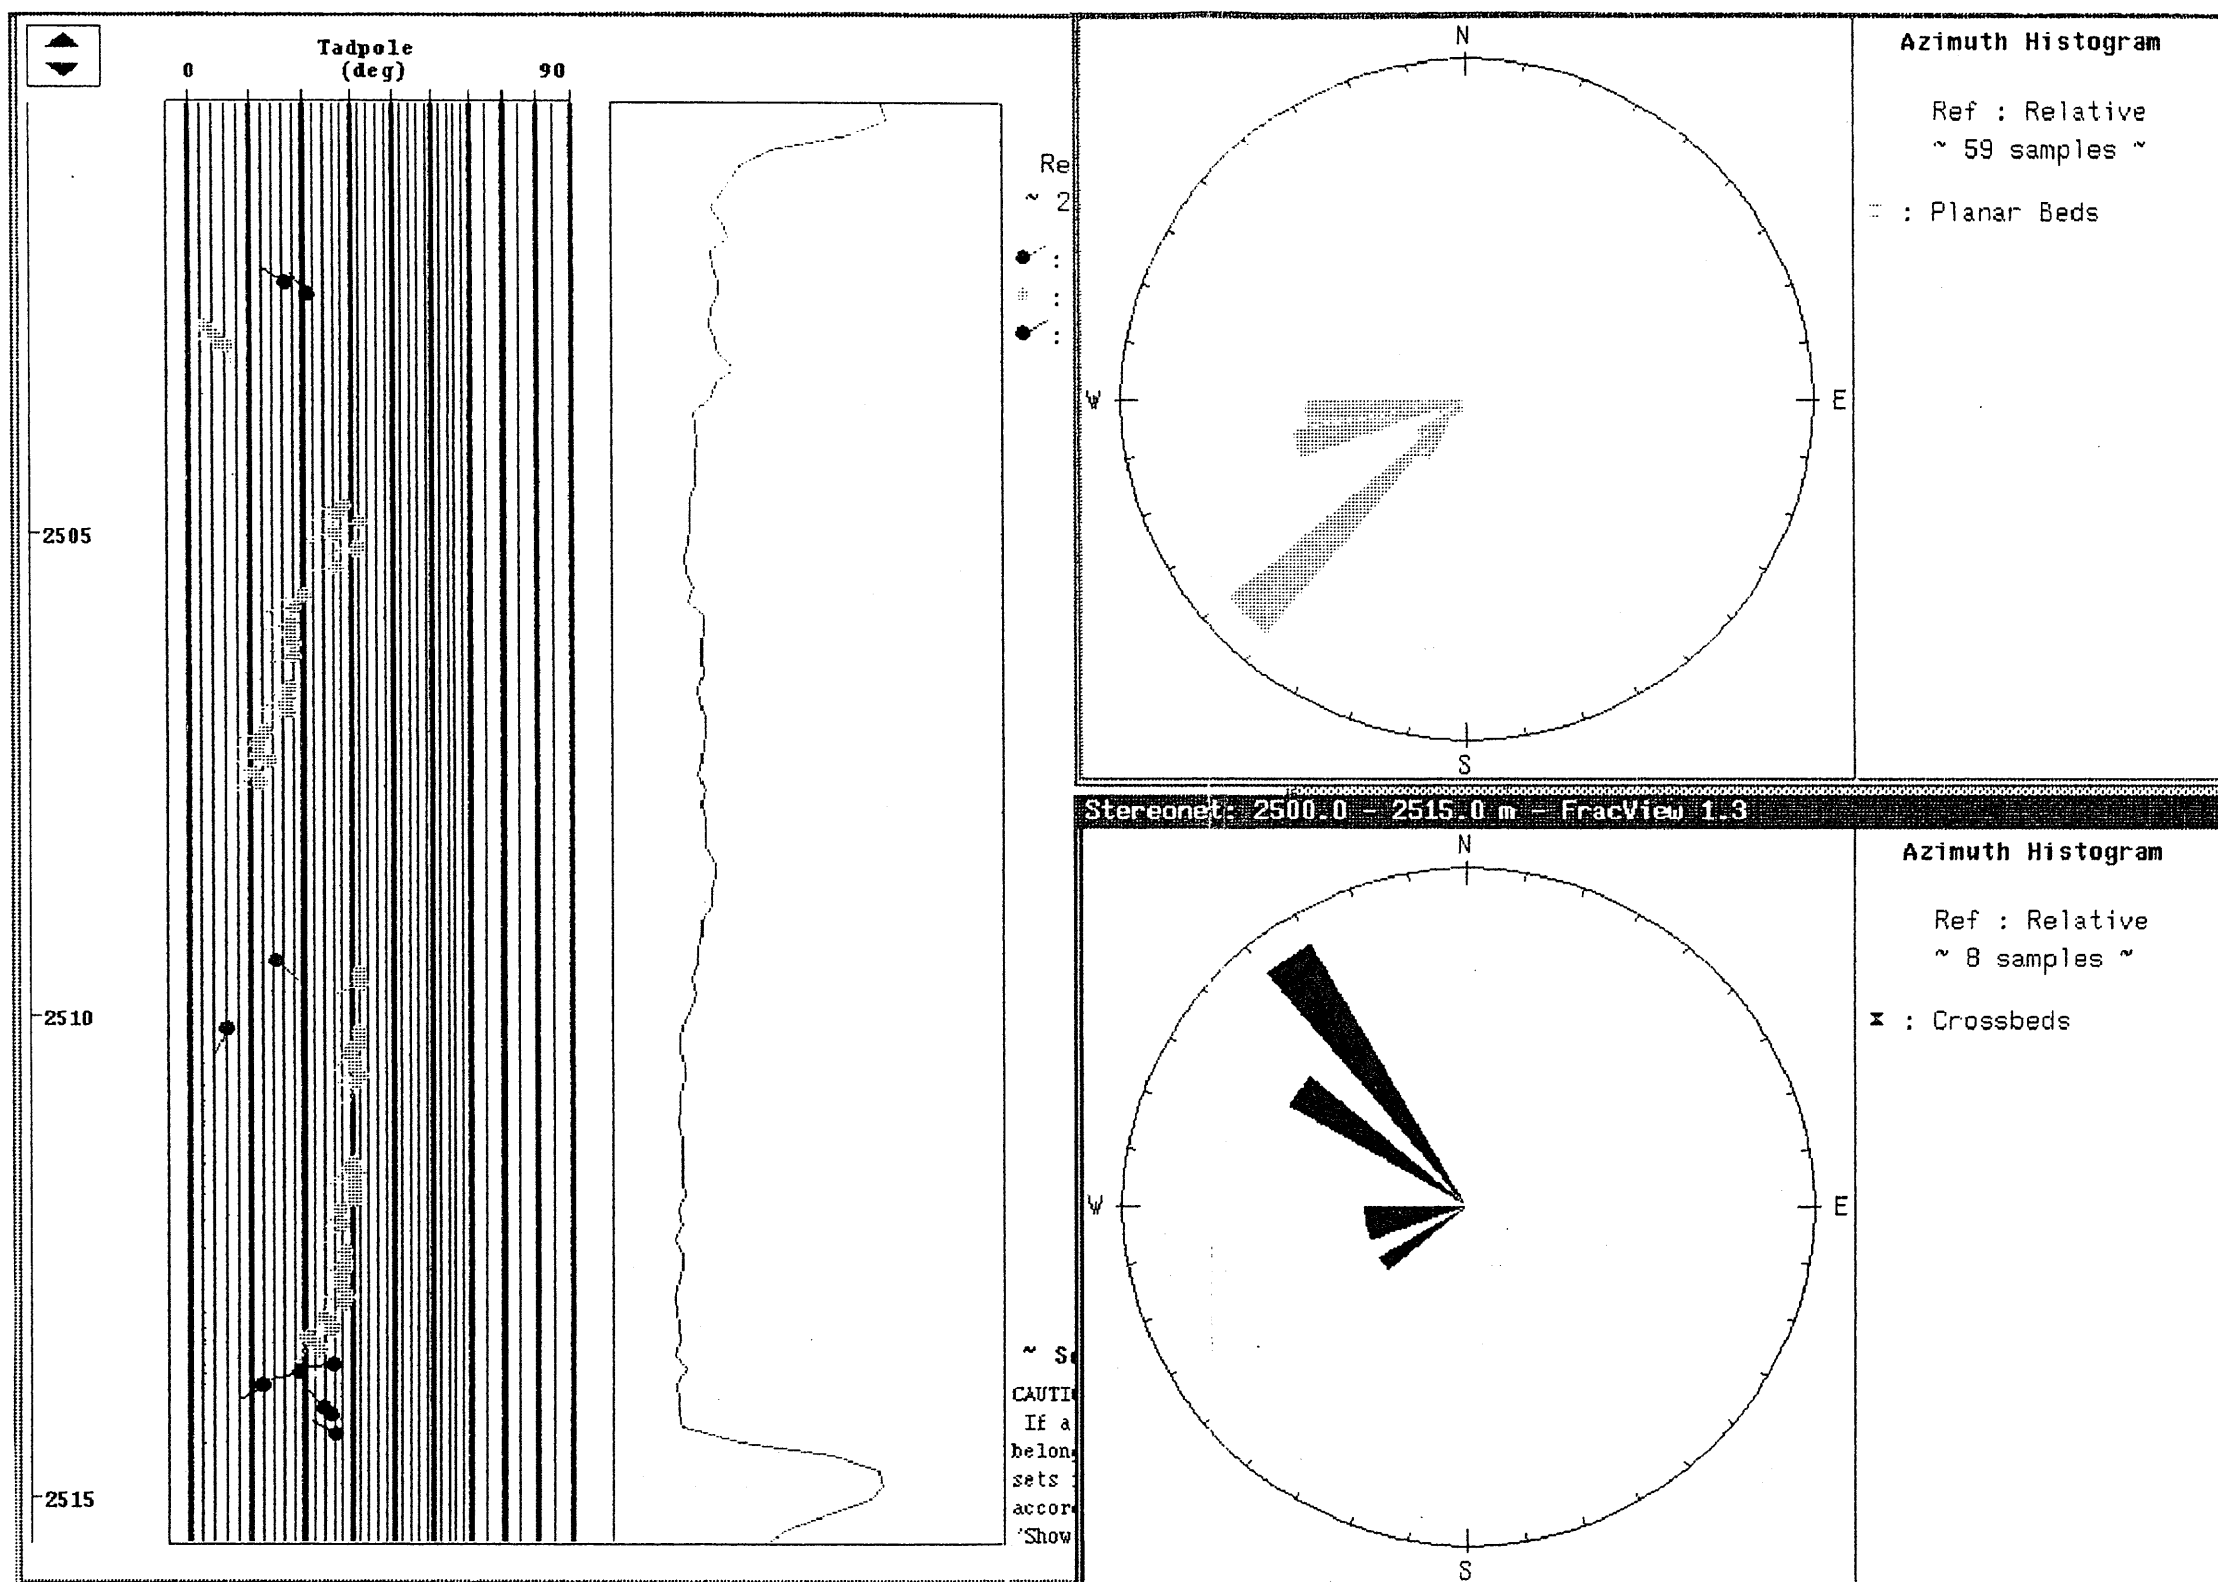 Tadpole
(deg)
0 90
2505
2510
2515
Re
~ 2
:
:
:
~ S
CAUTI
If a
belon
sets
accor
'Show
N
W E
S
Azimuth Histogram
Ref : Relative
~ 59 samples ~
: Planar Beds
Stereonet: 2500.0 - 2515.0 m - FracView 1.3
N
W E
S
Azimuth Histogram
Ref : Relative
~ 8 samples ~
: Crossbeds